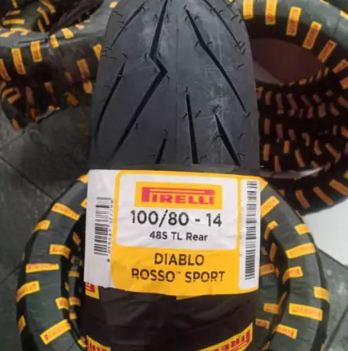 PIRELLI
100/80 - 14
48S TL Rear
DIABLO
ROSSO™ SPORT